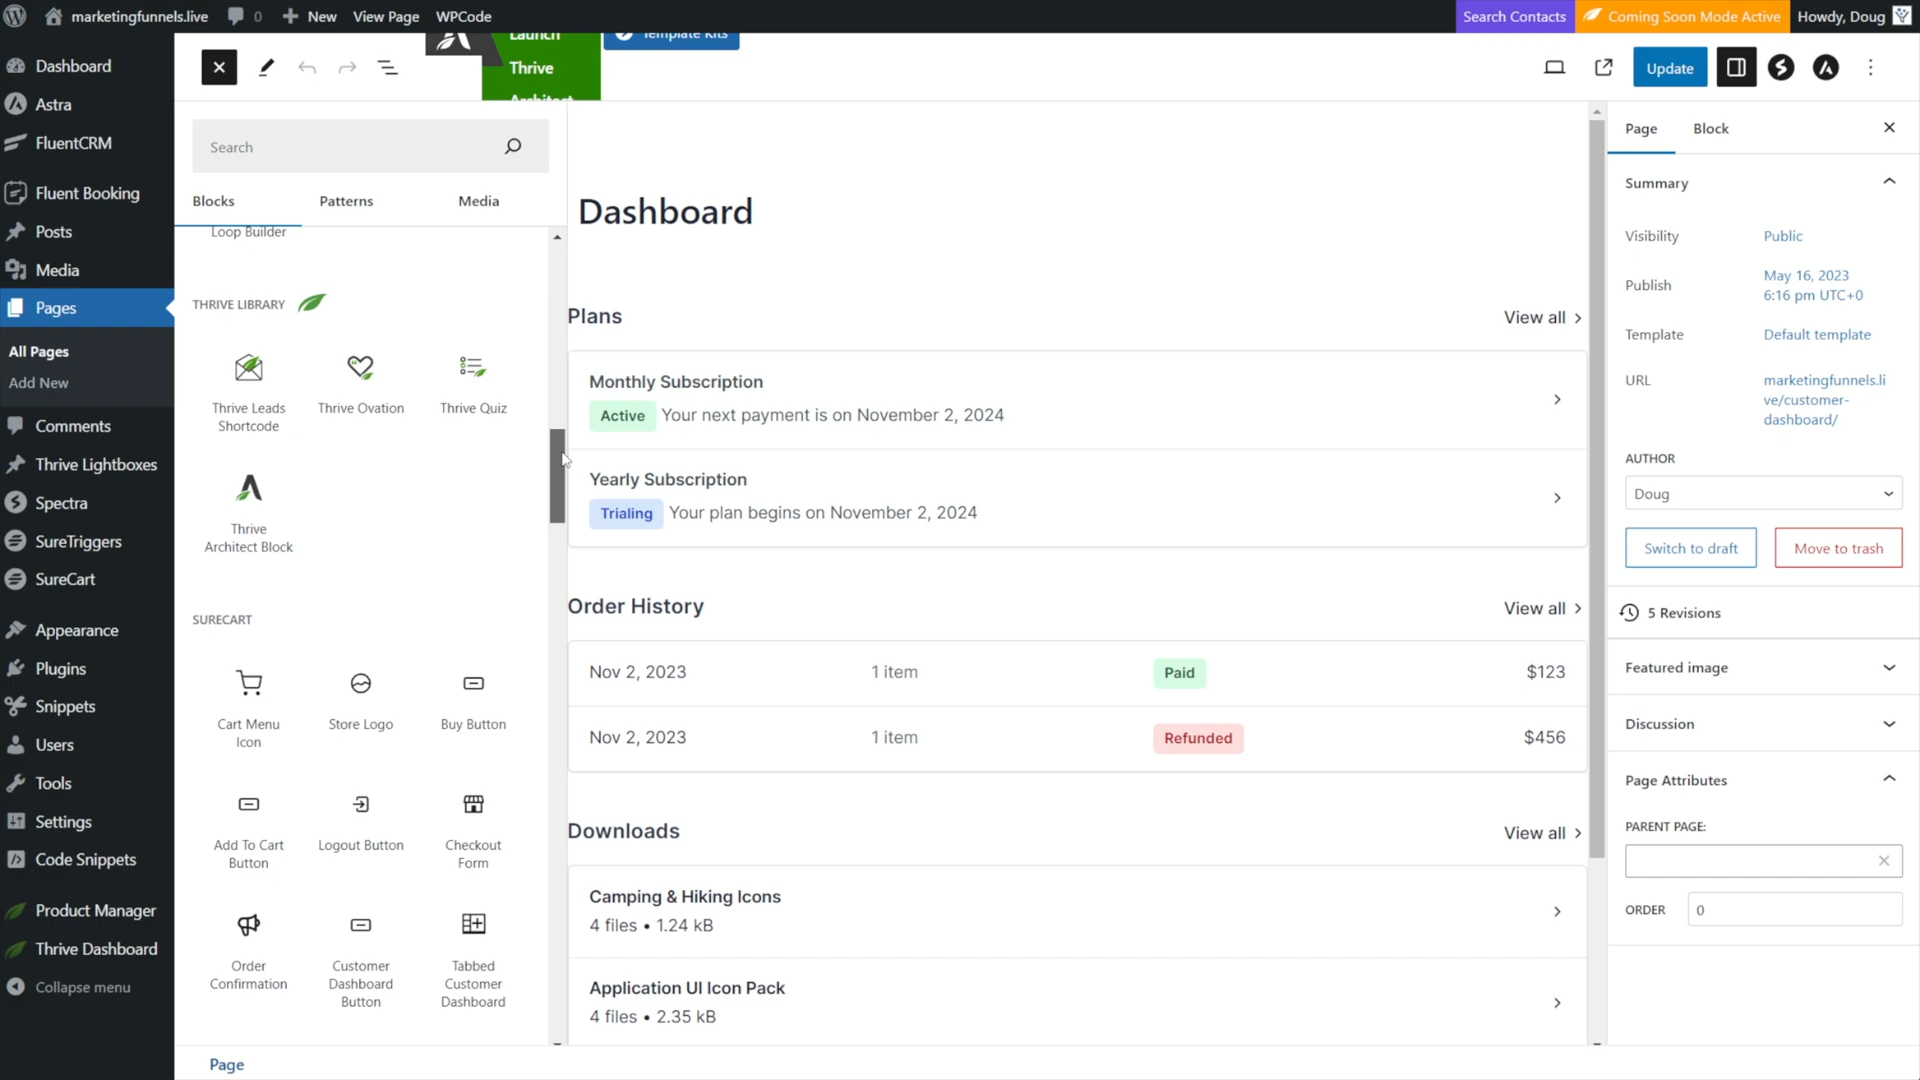 marketingfunnels.live
0
New
View Page
WPCode
Search Contacts
Coming Soon Mode Active
Howdy, Doug
Dashboard
Astra
FluentCRM
Fluent Booking
Posts
Media
Pages
All Pages
Add New
Comments
Thrive Lightboxes
Spectra
SureTriggers
SureCart
Appearance
Plugins
Snippets
Users
Tools
Settings
Code Snippets
Product Manager
Thrive Dashboard
Collapse menu
Launch
Thrive
Architect
Template Kits
Update
Search
Blocks
Patterns
Media
Loop Builder
THRIVE LIBRARY
Thrive Leads
Shortcode
Thrive Ovation
Thrive Quiz
Thrive
Architect Block
SURECART
Cart Menu
Icon
Store Logo
Buy Button
Add To Cart
Button
Logout Button
Checkout
Form
Order
Confirmation
Customer
Dashboard
Button
Tabbed
Customer
Dashboard
Dashboard
Plans
View all
Monthly Subscription
Active Your next payment is on November 2, 2024
Yearly Subscription
Trialing Your plan begins on November 2, 2024
Order History
View all
Nov 2, 2023 1 item Paid $123
Nov 2, 2023 1 item Refunded $456
Downloads
View all
Camping & Hiking Icons
4 files • 1.24 kB
Application UI Icon Pack
4 files • 2.35 kB
Page
Block
Summary
Visibility
Public
Publish
May 16, 2023
6:16 pm UTC+0
Template
Default template
URL
marketingfunnels.li
ve/customer-
dashboard/
AUTHOR
Doug
Switch to draft
Move to trash
5 Revisions
Featured image
Discussion
Page Attributes
PARENT PAGE:
ORDER
0
Page